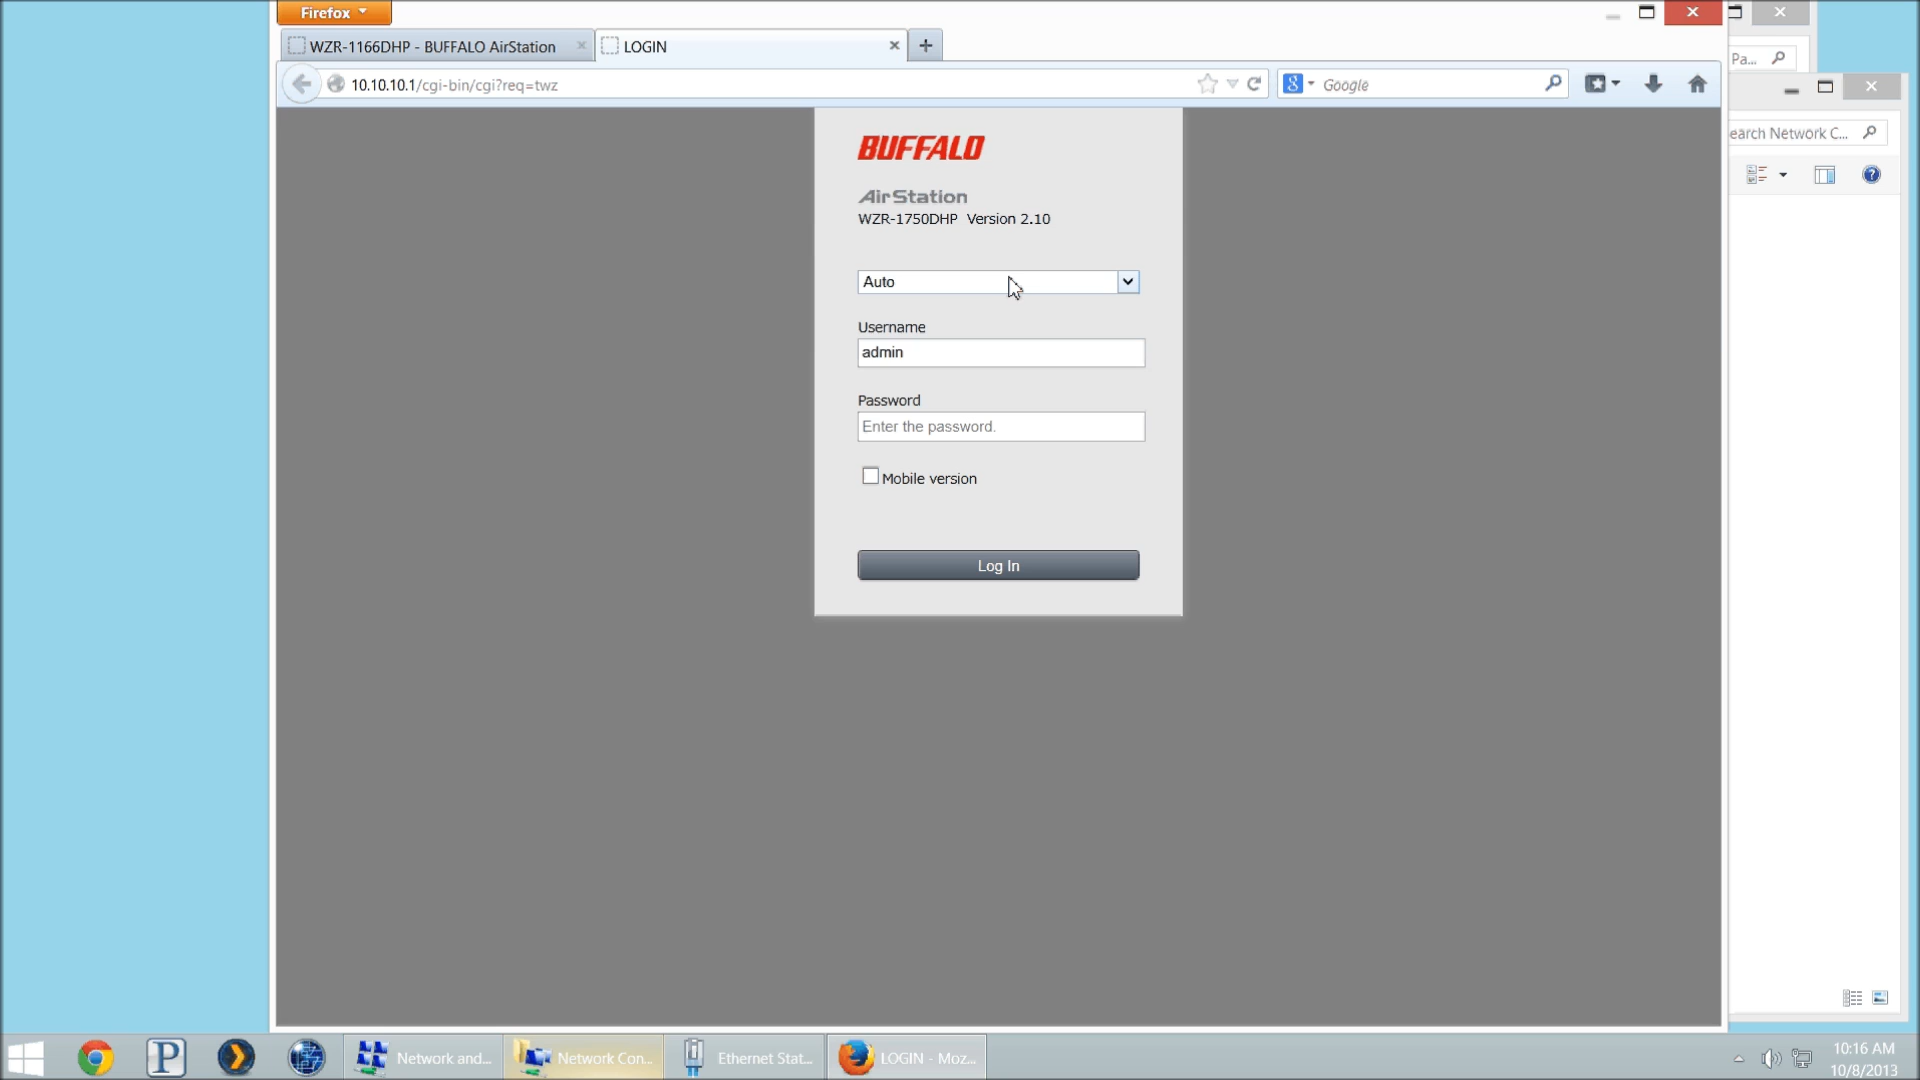 Firefox
WZR-1166DHP - BUFFALO AirStation
LOGIN
Pa...
10.10.10.1/cgi-bin/cgi?req=twz
Google
earch Network C...
BUFFALO
AirStation
WZR-1750DHP Version 2.10
Auto
Username
admin
Password
Enter the password.
Mobile version
Log In
Network and...
Network Con...
Ethernet Stat...
LOGIN - Moz...
10:16 AM
10/8/2013